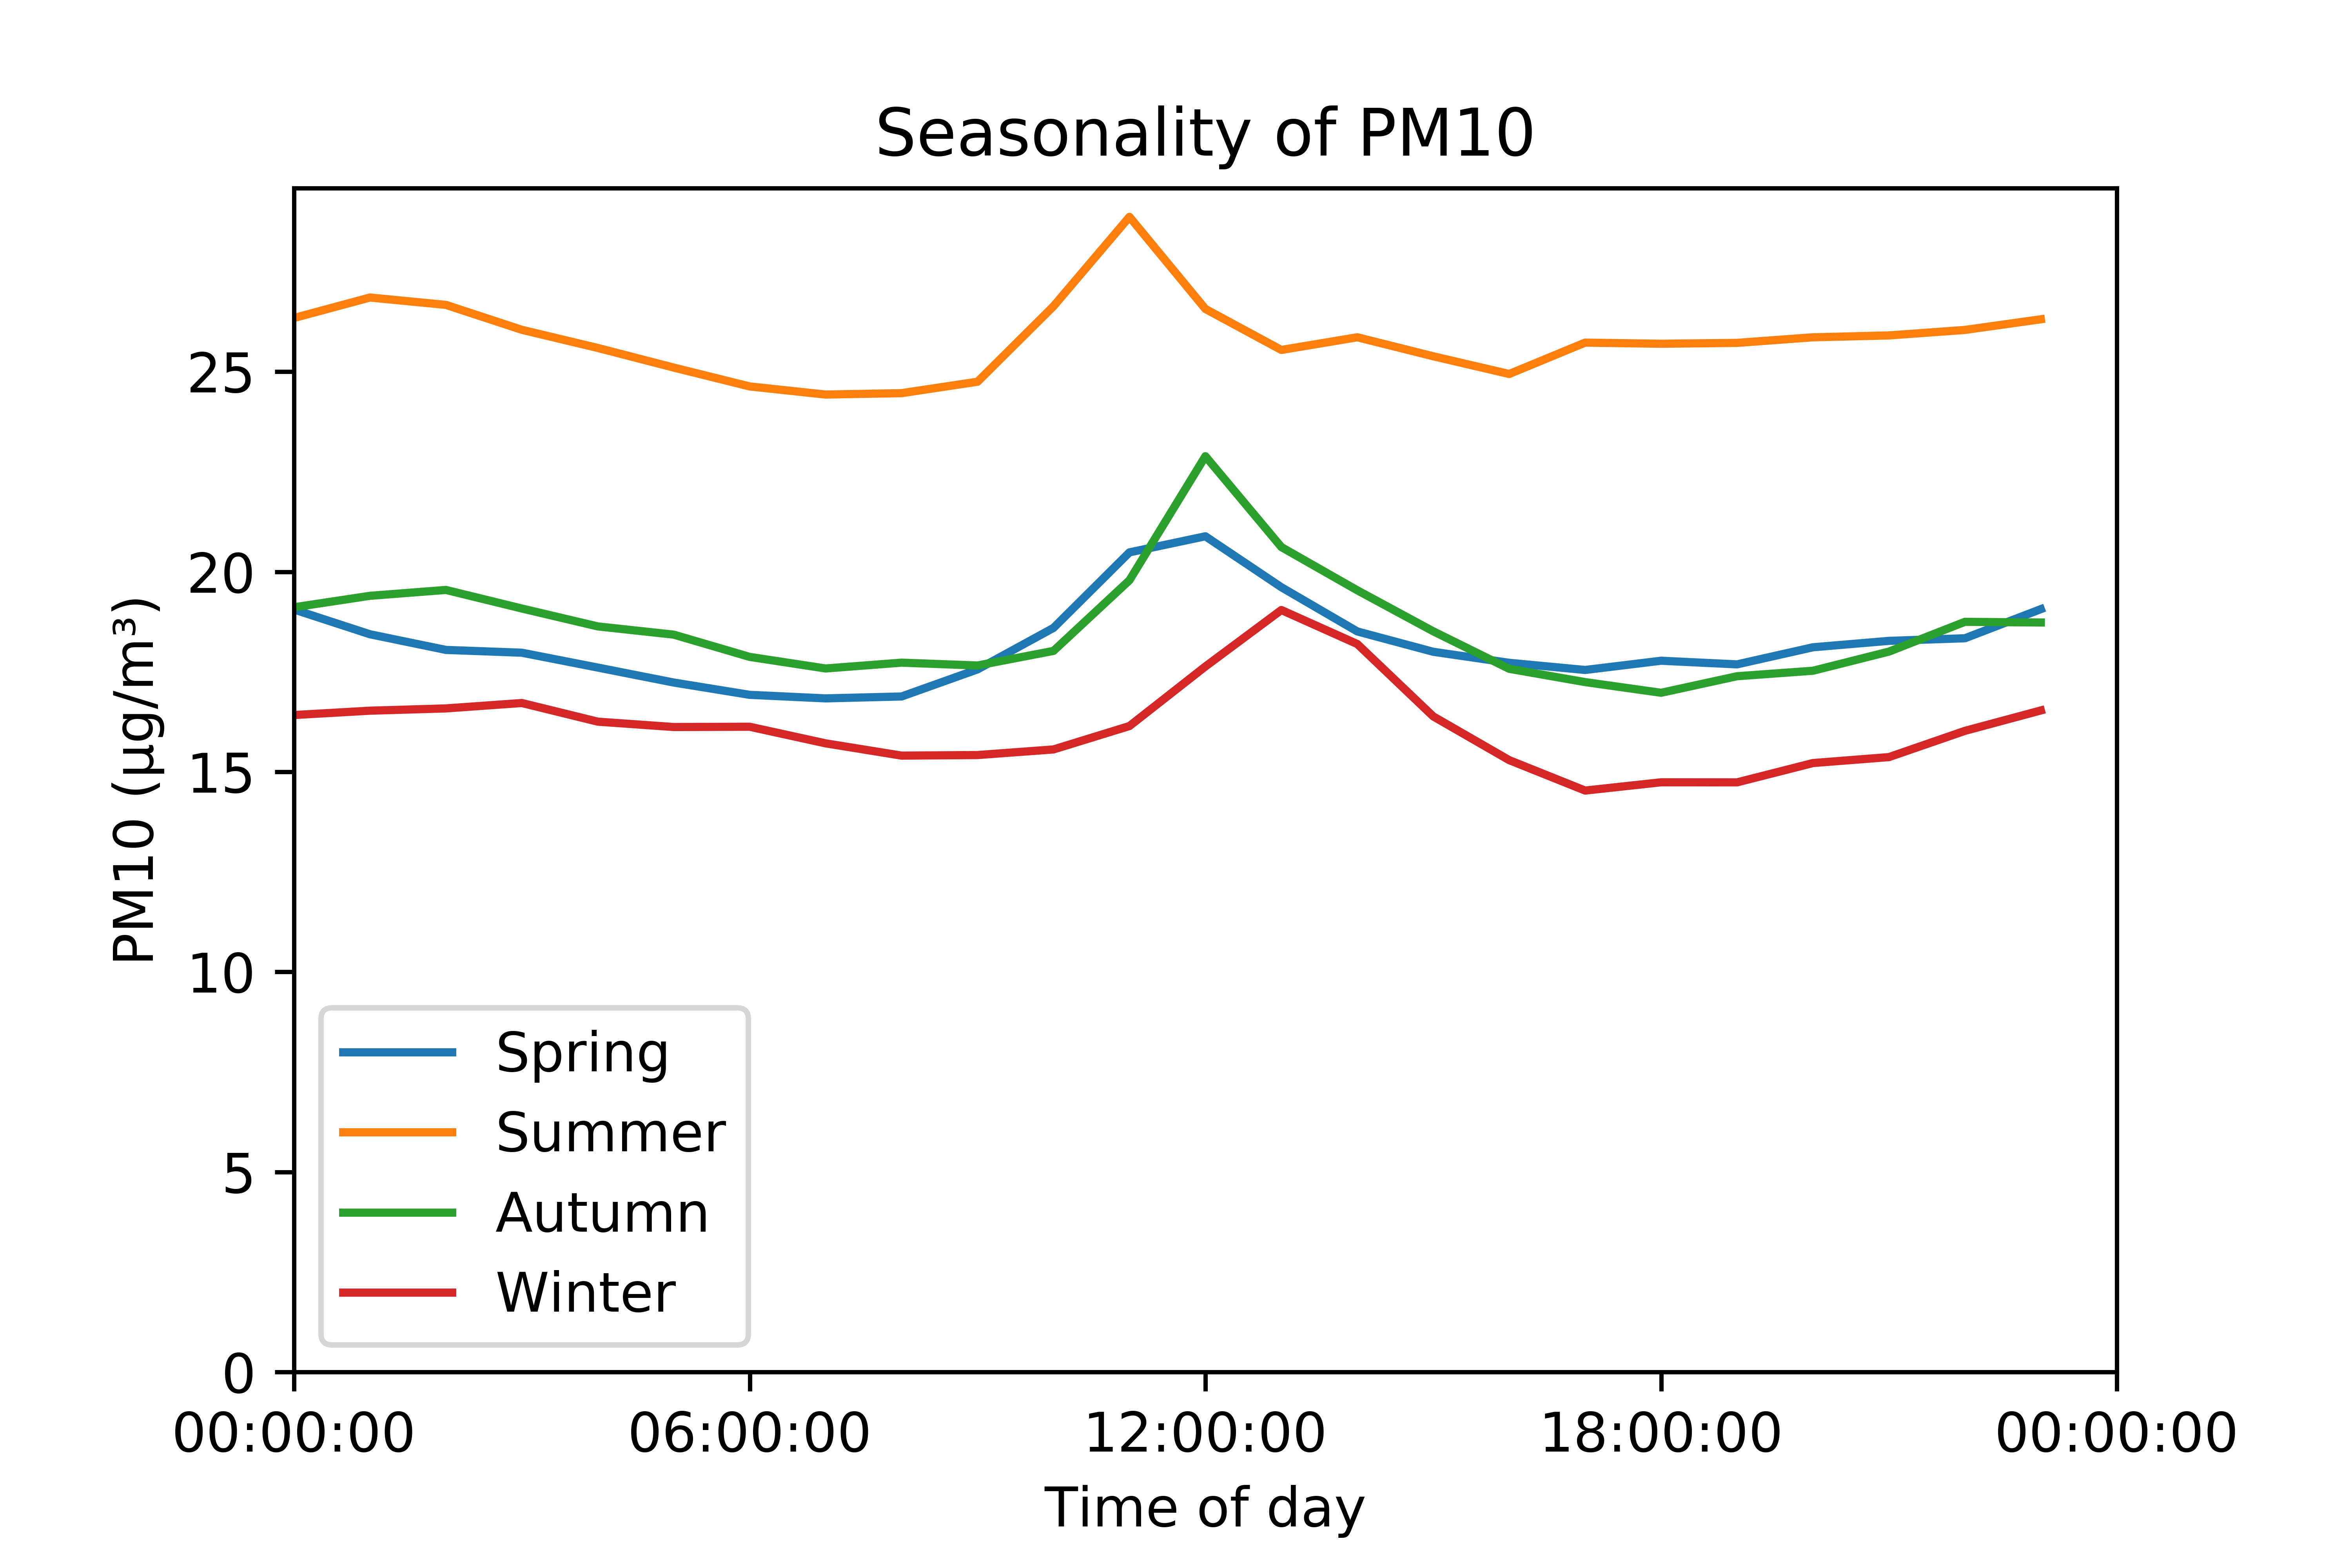 Seasonality of PM10
PM10 (µg/m³)
25
20
15
10
5
0
Spring
Summer
Autumn
Winter
00:00:00 06:00:00 12:00:00 18:00:00 00:00:00
Time of day